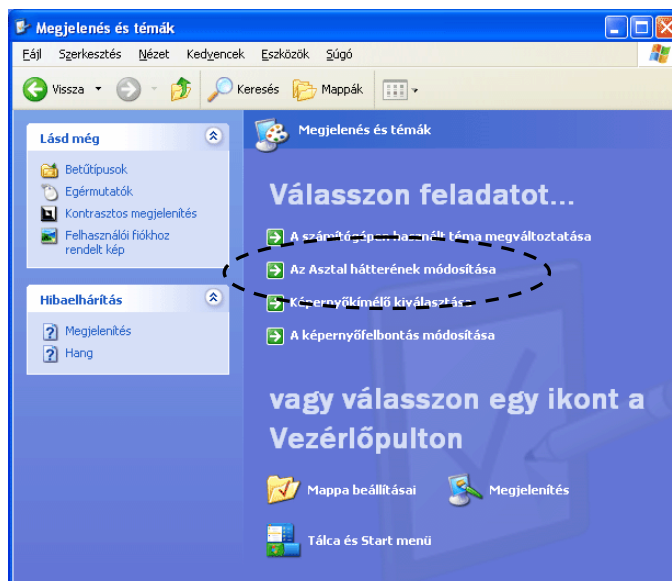 Megjelenés és témák
Fájl Szerkesztés Nézet Kedvencek Eszközök Súgó
Vissza Keresés Mappák
Lásd még
Betűtípusok
Egérmutatók
Kontrasztos megjelenítés
Felhasználói fiókhoz
rendelt kép
Hibaelhárítás
Megjelenítés
Hang
Megjelenés és témák
Válasszon feladatot...
A számítógépen használt téma megváltoztatása
Az Asztal hátterének módosítása
Képernyőkímélő kiválasztása
A képernyőfelbontás módosítása
vagy válasszon egy ikont a
Vezérlőpulton
Mappa beállításai Megjelenítés
Tálca és Start menü